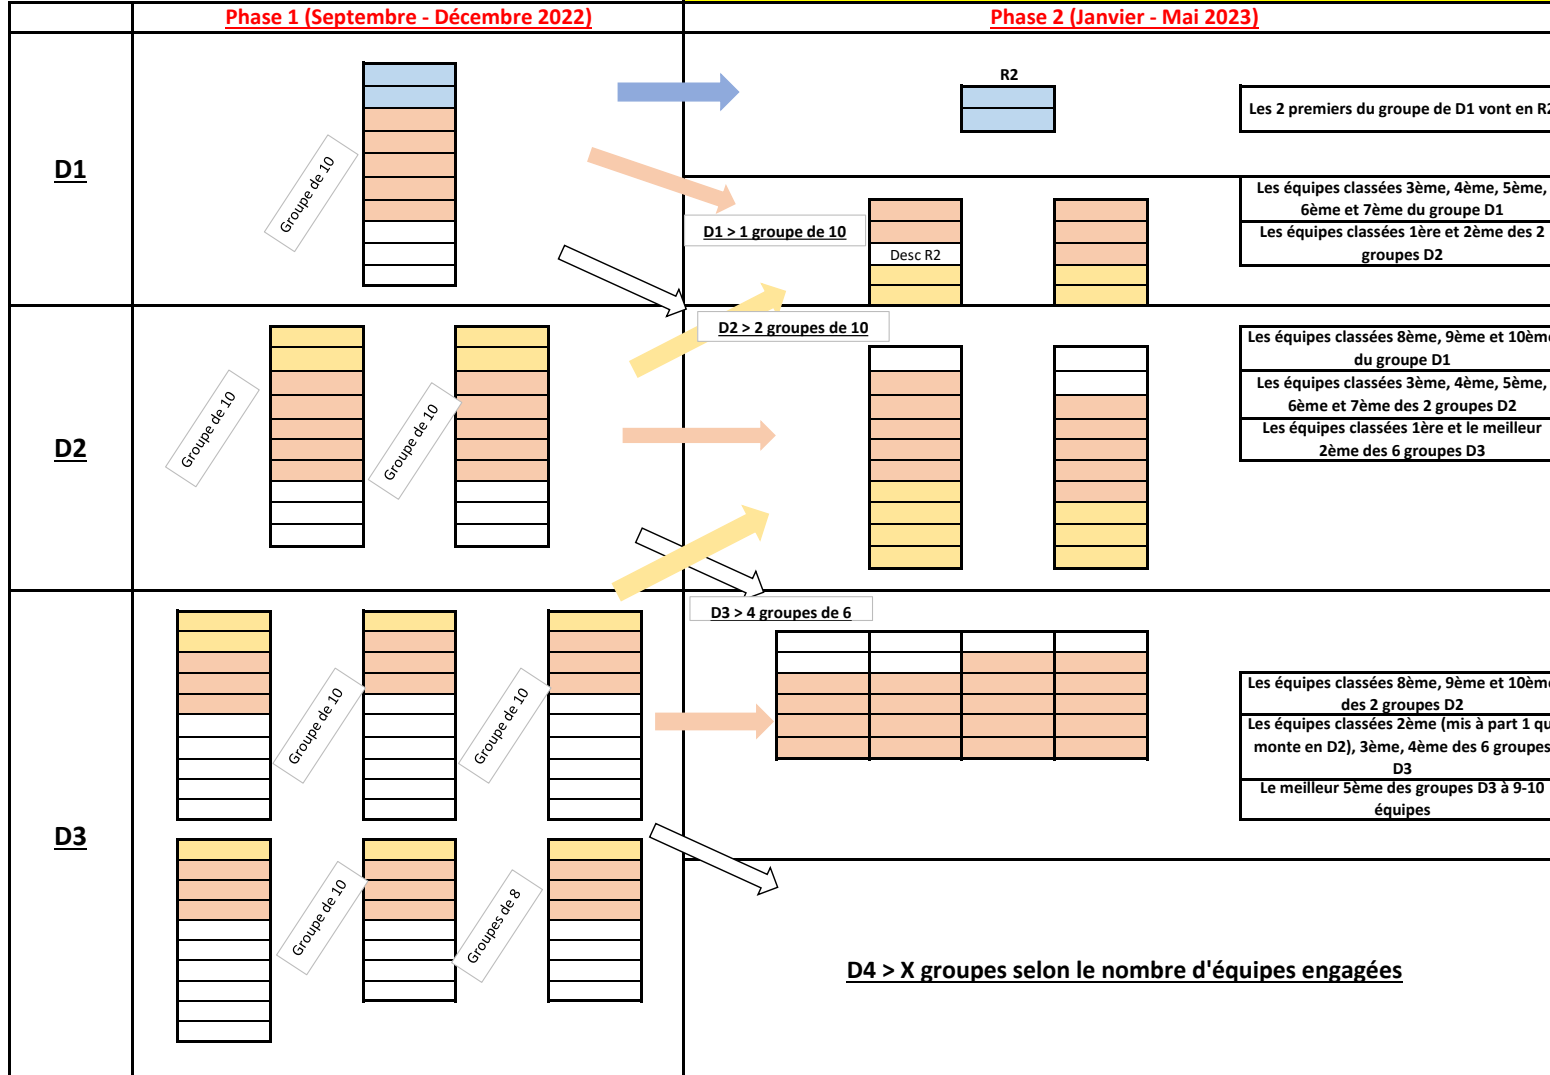 Phase 1 (Septembre - Décembre 2022)
Phase 2 (Janvier - Mai 2023)
D1
Groupe de 10
R2
Les 2 premiers du groupe de D1 vont en R2
D1 > 1 groupe de 10
Desc R2
Les équipes classées 3ème, 4ème, 5ème,
6ème et 7ème du groupe D1
Les équipes classées 1ère et 2ème des 2
groupes D2
D2
Groupe de 10
Groupe de 10
D2 > 2 groupes de 10
Les équipes classées 8ème, 9ème et 10ème
du groupe D1
Les équipes classées 3ème, 4ème, 5ème,
6ème et 7ème des 2 groupes D2
Les équipes classées 1ère et le meilleur
2ème des 6 groupes D3
D3
Groupe de 10
Groupe de 10
Groupe de 10
Groupes de 8
D3 > 4 groupes de 6
Les équipes classées 8ème, 9ème et 10ème
des 2 groupes D2
Les équipes classées 2ème (mis à part 1 qu
monte en D2), 3ème, 4ème des 6 groupes
D3
Le meilleur 5ème des groupes D3 à 9-10
équipes
D4 > X groupes selon le nombre d'équipes engagées